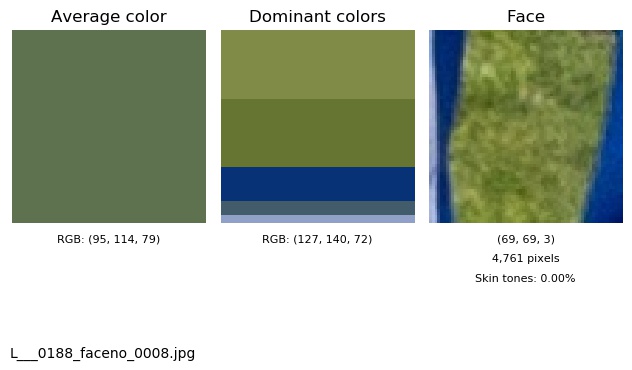 Average color
Dominant colors
Face
RGB: (95, 114, 79)
RGB: (127, 140, 72)
(69, 69, 3)
4,761 pixels
Skin tones: 0.00%
L___0188_faceno_0008.jpg